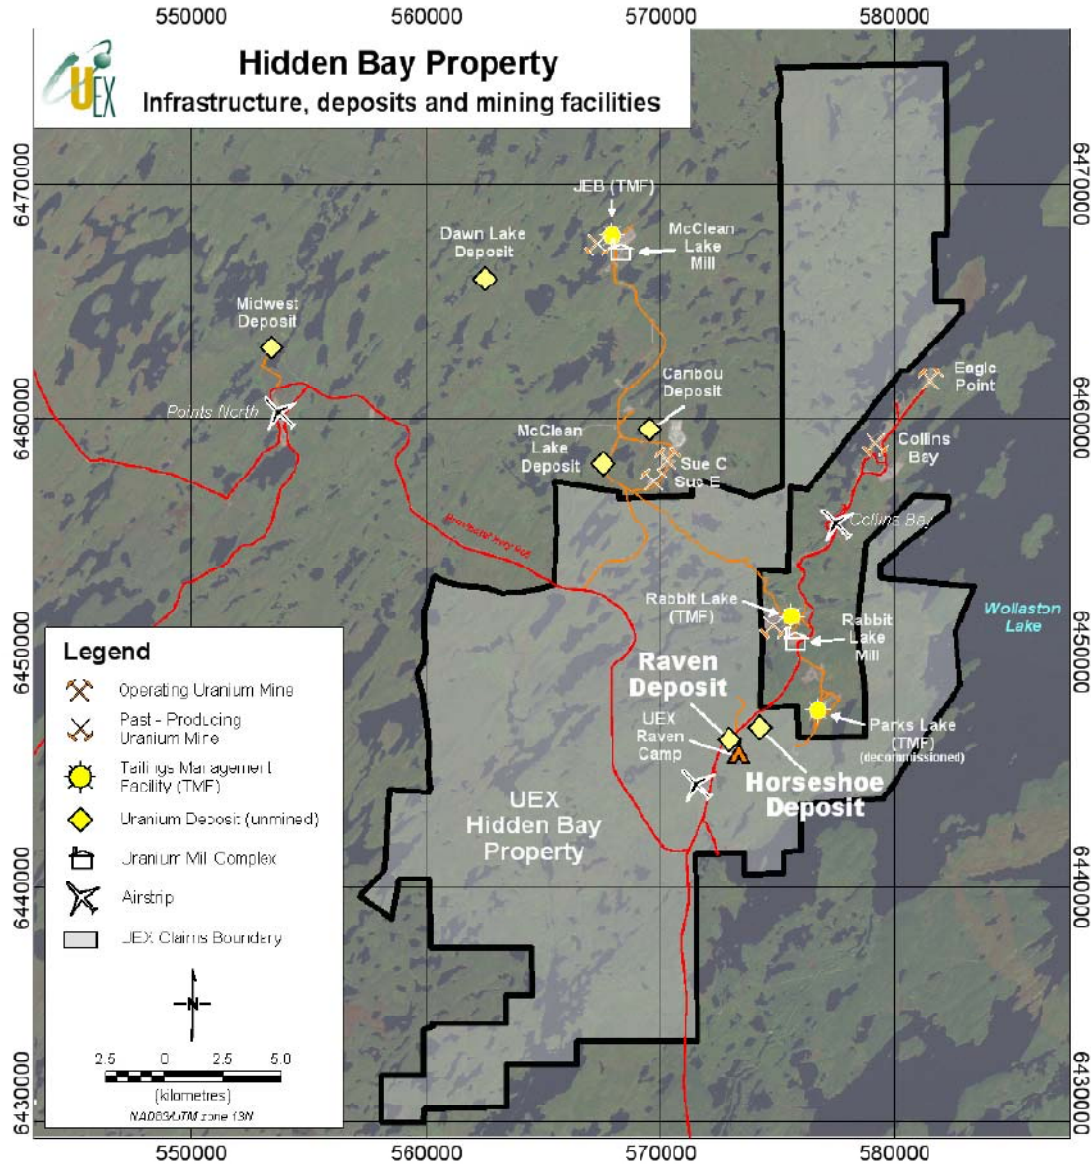 550000 560000 570000 580000
UEX
Hidden Bay Property
Infrastructure, deposits and mining facilities
6470000
6470000
JEB (TMF)
McClean
Lake
Mill
Dawn Lake
Deposit
Midwest
Deposit
Points North
Caribou
Deposit
Eagle
Point
6460000
6460000
McClean
Lake
Deposit
Sue C
Sue E
Collins
Bay
Collins Bay
Rabbit Lake
(TMF)
Rabbit
Lake
Mill
Wollaston
Lake
6450000
6450000
Raven
Deposit
UEX
Raven
Camp
Parks Lake
(TMF)
(decommissioned)
Horseshoe
Deposit
UEX
Hidden Bay
Property
6440000
6440000
Legend
Operating Uranium Mine
Past - Producing
Uranium Mine
Tailings Management
Facility (TMF)
Uranium Deposit (unmined)
Uranium Mill Complex
Airstrip
UEX Claims Boundary
N
2.5 0 2.5 5.0
(kilometres)
NAD83/UTM zone 13N
6430000
6430000
550000 560000 570000 580000